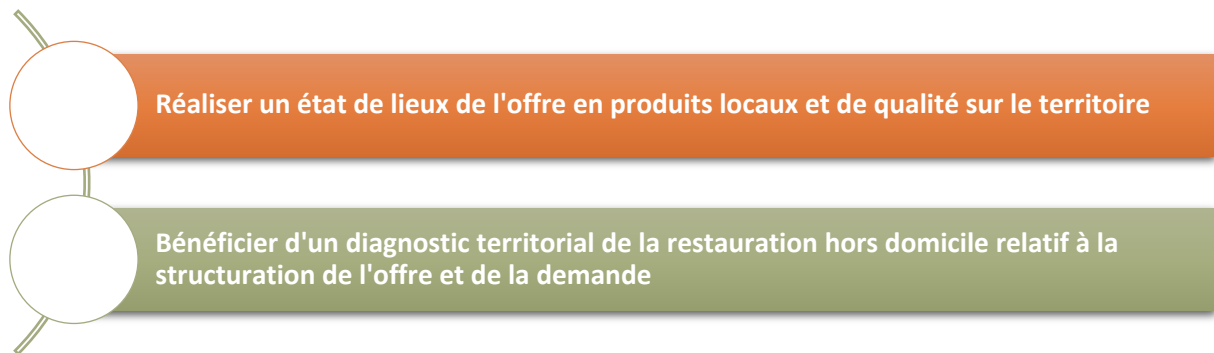 Réaliser un état de lieux de l'offre en produits locaux et de qualité sur le territoire
Bénéficier d'un diagnostic territorial de la restauration hors domicile relatif à la
structuration de l'offre et de la demande